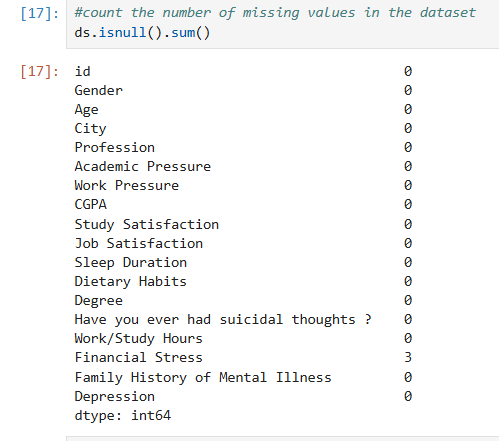 [17]: #count the number of missing values in the dataset
ds.isnull().sum()
[17]: id 0
Gender 0
Age 0
City 0
Profession 0
Academic Pressure 0
Work Pressure 0
CGPA 0
Study Satisfaction 0
Job Satisfaction 0
Sleep Duration 0
Dietary Habits 0
Degree 0
Have you ever had suicidal thoughts ? 0
Work/Study Hours 0
Financial Stress 3
Family History of Mental Illness 0
Depression 0
dtype: int64